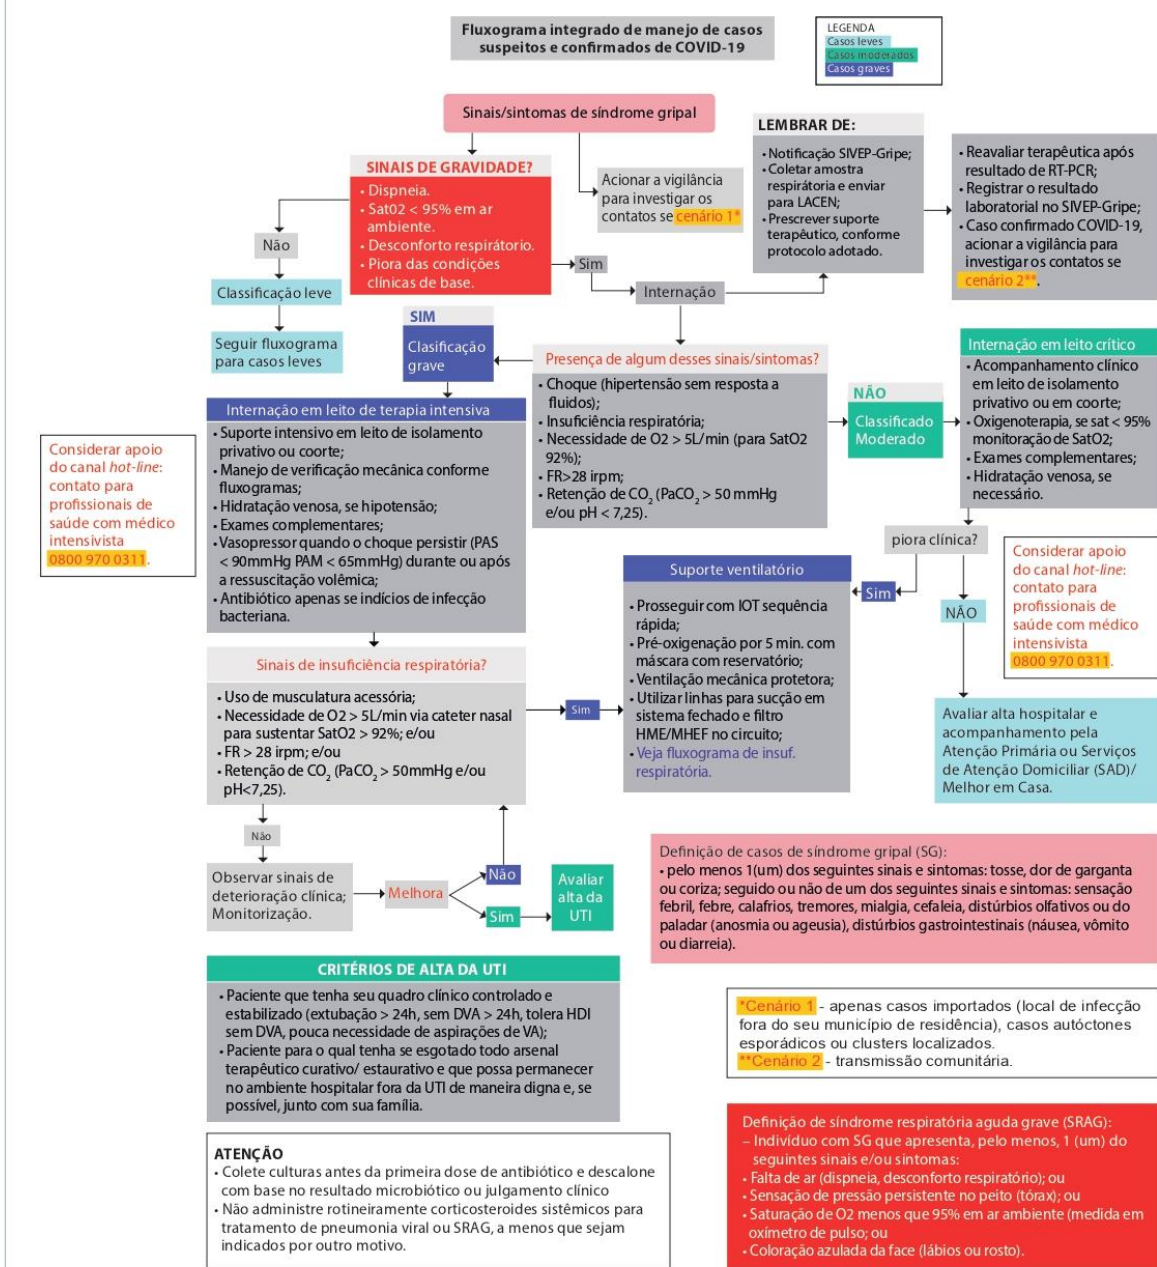 Fluxograma integrado de manejo de casos
suspeitos e confirmados de COVID-19
LEGENDA
Casos leves
Casos moderados
Casos graves
Sinais/sintomas de síndrome gripal
SINAIS DE GRAVIDADE?
• Dispneia.
• Sat02 < 95% em ar
ambiente.
• Desconforto respirátorio.
• Piora das condições
clínicas de base.
Acionar a vigilância
para investigar os
contatos se cenário 1*
LEMBRAR DE:
• Notificação SIVEP-Gripe;
• Coletar amostra
respirátória e enviar
para LACEN;
• Prescrever suporte
terapêutico, conforme
protocolo adotado.
• Reavaliar terapêutica após
resultado de RT-PCR;
• Registrar o resultado
laboratorial no SIVEP-Gripe;
• Caso confirmado COVID-19,
acionar a vigilância para
investigar os contatos se
cenário 2**.
Não
Sim
Internação
Classificação leve
Seguir fluxograma
para casos leves
SIM
Clasificação
grave
Presença de algum desses sinais/sintomas?
• Choque (hipertensão sem resposta a
fluidos);
• Insuficiência respiratória;
• Necessidade de O2 > 5L/min (para SatO2
92%);
• FR>28 irpm;
• Retenção de CO2 (PaCO2 > 50 mmHg
e/ou pH < 7,25).
NÃO
Classificado
Moderado
Internação em leito crítico
• Acompanhamento clínico
em leito de isolamento
privativo ou em coorte;
• Oxigenoterapia, se sat < 95%
monitoração de SatO2;
• Exames complementares;
• Hidratação venosa, se
necessário.
Internação em leito de terapia intensiva
• Suporte intensivo em leito de isolamento
privativo ou coorte;
• Manejo de verificação mecânica conforme
fluxogramas;
• Hidratação venosa, se hipotensão;
• Exames complementares;
• Vasopressor quando o choque persistir (PAS
< 90mmHg PAM < 65mmHg) durante ou após
a ressuscitação volêmica;
• Antibiótico apenas se indícios de infecção
bacteriana.
Considerar apoio
do canal hot-line:
contato para
profissionais de
saúde com médico
intensivista
0800 970 0311.
piora clínica?
Sim
NÃO
Considerar apoio
do canal hot-line:
contato para
profissionais de
saúde com médico
intensivista
0800 970 0311.
Suporte ventilatório
• Prosseguir com IOT sequência
rápida;
• Pré-oxigenação por 5 min. com
máscara com reservatório;
• Ventilação mecânica protetora;
• Utilizar linhas para sucção em
sistema fechado e filtro
HME/MHEF no circuito;
• Veja fluxograma de insuf.
respiratória.
Sinais de insuficiência respiratória?
• Uso de musculatura acessória;
• Necessidade de O2 > 5L/min via cateter nasal
para sustentar SatO2 > 92%; e/ou
• FR > 28 irpm; e/ou
• Retenção de CO2 (PaCO2 > 50mmHg e/ou
pH<7,25).
Sim
Avaliar alta hospitalar e
acompanhamento pela
Atenção Primária ou Serviços
de Atenção Domiciliar (SAD)/
Melhor em Casa.
Não
Observar sinais de
deterioração clínica;
Monitorização.
Melhora
Não
Sim
Avaliar
alta da
UTI
Definição de casos de síndrome gripal (SG):
• pelo menos 1(um) dos seguintes sinais e sintomas: tosse, dor de garganta
ou coriza; seguido ou não de um dos seguintes sinais e sintomas: sensação
febril, febre, calafrios, tremores, mialgia, cefaleia, distúrbios olfativos ou do
paladar (anosmia ou ageusia), distúrbios gastrointestinais (náusea, vômito
ou diarreia).
CRITÉRIOS DE ALTA DA UTI
• Paciente que tenha seu quadro clínico controlado e
estabilizado (extubação > 24h, sem DVA > 24h, tolera HDI
sem DVA, pouca necessidade de aspirações de VA);
• Paciente para o qual tenha se esgotado todo arsenal
terapêutico curativo/ estaurativo e que possa permanecer
no ambiente hospitalar fora da UTI de maneira digna e, se
possível, junto com sua família.
*Cenário 1 - apenas casos importados (local de infecção
fora do seu município de residência), casos autóctones
esporádicos ou clusters localizados.
**Cenário 2 - transmissão comunitária.
ATENÇÃO
• Colete culturas antes da primeira dose de antibiótico e descalone
com base no resultado microbiótico ou julgamento clínico
• Não administre rotineiramente corticosteroides sistêmicos para
tratamento de pneumonia viral ou SRAG, a menos que sejam
indicados por outro motivo.
Definição de síndrome respiratória aguda grave (SRAG):
– Indivíduo com SG que apresenta, pelo menos, 1 (um) do
seguintes sinais e/ou sintomas:
• Falta de ar (dispneia, desconforto respiratório); ou
• Sensação de pressão persistente no peito (tórax); ou
• Saturação de O2 menos que 95% em ar ambiente (medida em
oxímetro de pulso; ou
• Coloração azulada da face (lábios ou rosto).